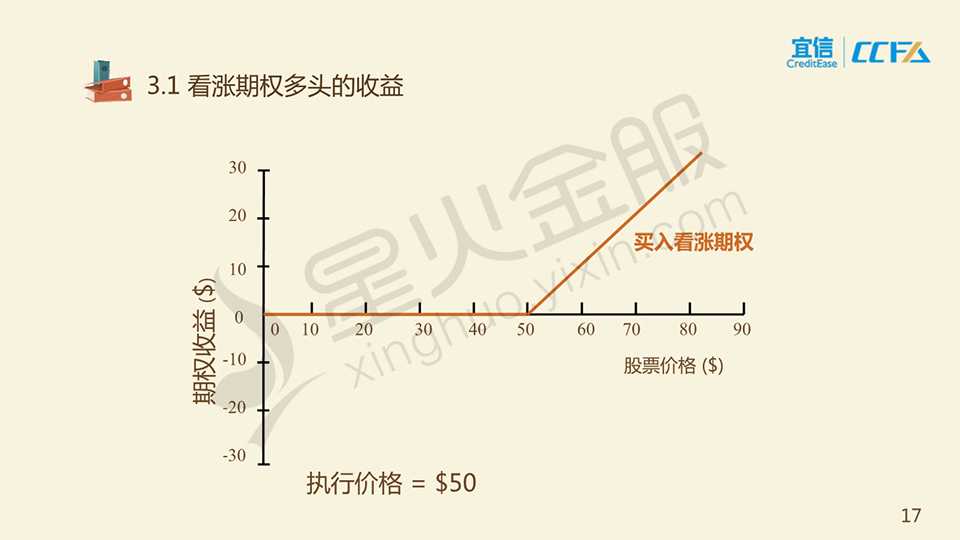 宜信
CreditEase
CCFA
3.1 看涨期权多头的收益
30
20
10
0
-10
-20
-30
期权收益 ($)
0 10 20 30 40 50 60 70 80 90
买入看涨期权
股票价格 ($)
执行价格 = $50
星火金服
xinghuo.yixin.com
17